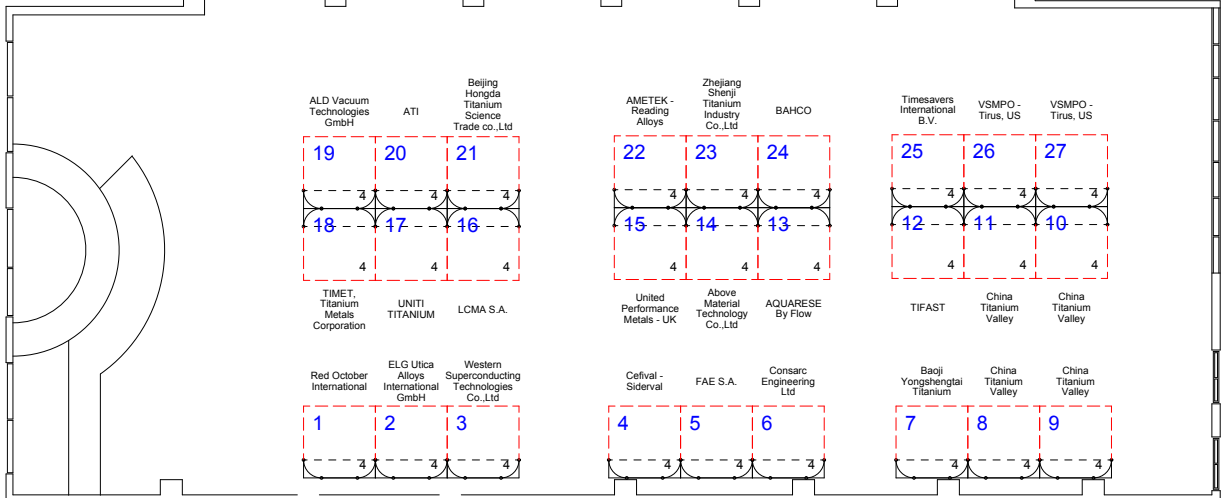 ALD Vacuum
Technologies
GmbH
ATI
Beijing
Hongda
Titanium
Science
Trade co.,Ltd
AMETEK -
Reading
Alloys
Zhejiang
Shenji
Titanium
Industry
Co.,Ltd
BAHCO
Timesavers
International
B.V.
VSMPO -
Tirus, US
VSMPO -
Tirus, US
19
20
21
22
23
24
25
26
27
4
4
4
4
4
4
4
4
4
18
17
16
15
14
13
12
11
10
4
4
4
4
4
4
4
4
4
TIMET,
Titanium
Metals
Corporation
UNITI
TITANIUM
LCMA S.A.
United
Performance
Metals - UK
Above
Material
Technology
Co.,Ltd
AQUARESE
By Flow
TIFAST
China
Titanium
Valley
China
Titanium
Valley
Red October
International
ELG Utica
Alloys
International
GmbH
Western
Superconducting
Technologies
Co.,Ltd
Cefival -
Siderval
FAE S.A.
Consarc
Engineering
Ltd
Baoji
Yongshengtai
Titanium
China
Titanium
Valley
China
Titanium
Valley
1
2
3
4
5
6
7
8
9
4
4
4
4
4
4
4
4
4